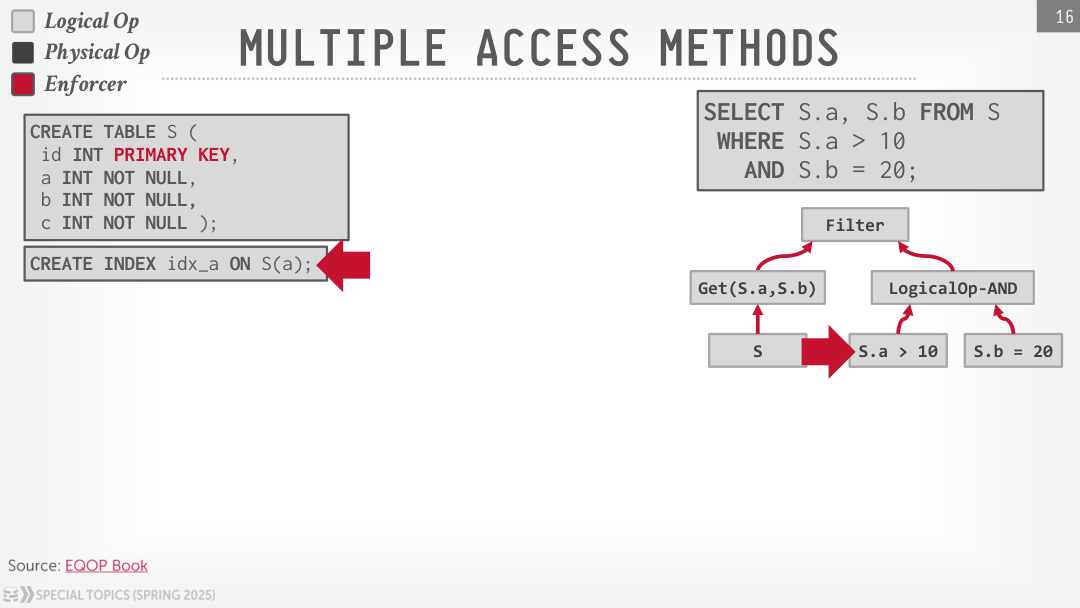 16
Logical Op
Physical Op
Enforcer
MULTIPLE ACCESS METHODS
CREATE TABLE S (
id INT PRIMARY KEY,
a INT NOT NULL,
b INT NOT NULL,
c INT NOT NULL );
CREATE INDEX idx_a ON S(a);
SELECT S.a, S.b FROM S
WHERE S.a > 10
AND S.b = 20;
Filter
Get(S.a,S.b)
LogicalOp-AND
S
S.a > 10
S.b = 20
Source: EQOP Book
SPECIAL TOPICS (SPRING 2025)